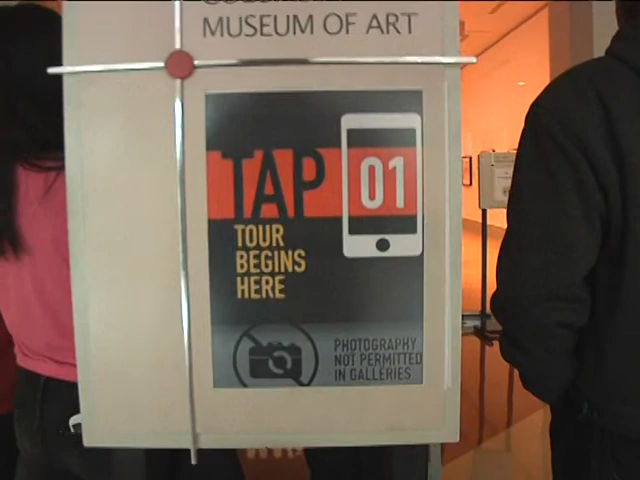 MUSEUM OF ART
TAP
01
TOUR
BEGINS
HERE
PHOTOGRAPHY
NOT PERMITTED
IN GALLERIES